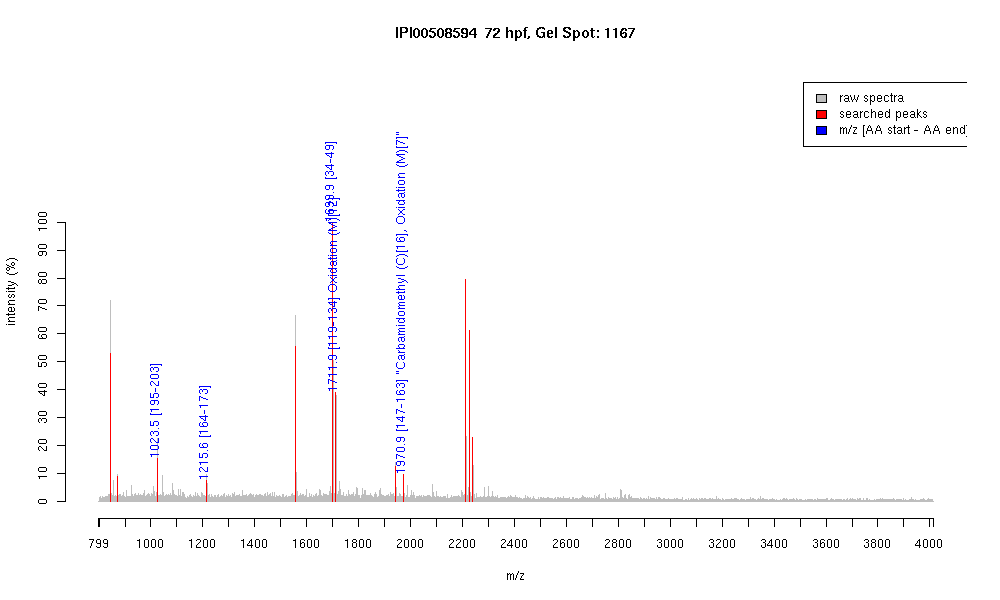 IPI00508594 72 hpf, Gel Spot: 1167
raw spectra
searched peaks
m/z [AA start - AA end]
1023.5 [195-203]
1215.6 [164-173]
1699.9 [34-49]
1711.9 [119-134] Oxidation (M)[12]
1970.9 [147-163] "Carbamidomethyl (C)[16], Oxidation (M)[7]"
intensity (%)
100
90
80
70
60
50
40
30
20
10
0
799 1000 1200 1400 1600 1800 2000 2200 2400 2600 2800 3000 3200 3400 3600 3800 4000
m/z